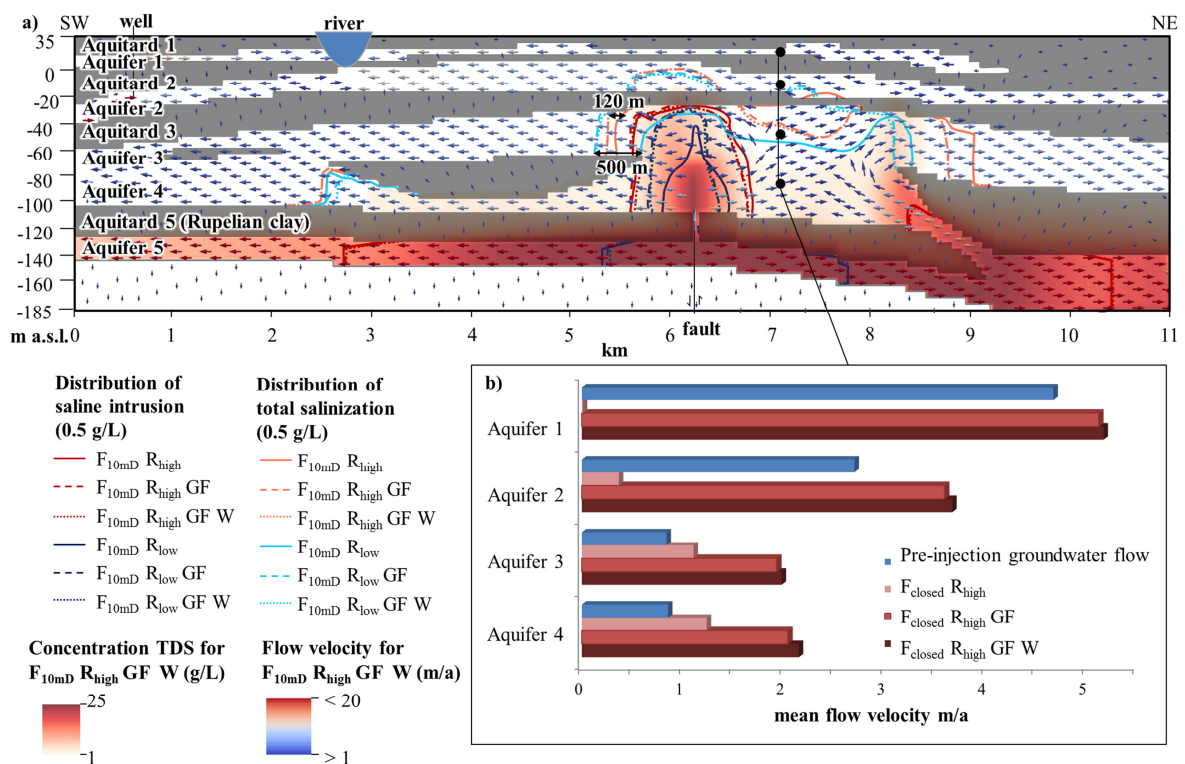 a) SW well river NE
35
Aquitard 1
Aquifer 1
0
Aquitard 2
-20
Aquifer 2
120 m
-40
Aquitard 3
-60
Aquifer 3
500 m
-80
Aquifer 4
-100
Aquitard 5 (Rupelian clay)
-120
Aquifer 5
-140
-160
-185
m a.s.l. 0 1 2 3 4 5 6 7 8 9 10 11
fault
km
Distribution of
saline intrusion
(0.5 g/L)
F10mD Rhigh
F10mD Rhigh GF
F10mD Rhigh GF W
F10mD Rlow
F10mD Rlow GF
F10mD Rlow GF W
Distribution of
total salinization
(0.5 g/L)
F10mD Rhigh
F10mD Rhigh GF
F10mD Rhigh GF W
F10mD Rlow
F10mD Rlow GF
F10mD Rlow GF W
Concentration TDS for
F10mD Rhigh GF W (g/L)
25
1
Flow velocity for
F10mD Rhigh GF W (m/a)
< 20
> 1
b)
Aquifer 1
Aquifer 2
Aquifer 3
Aquifer 4
Pre-injection groundwater flow
Fclosed Rhigh
Fclosed Rhigh GF
Fclosed Rhigh GF W
0 1 2 3 4 5
mean flow velocity m/a